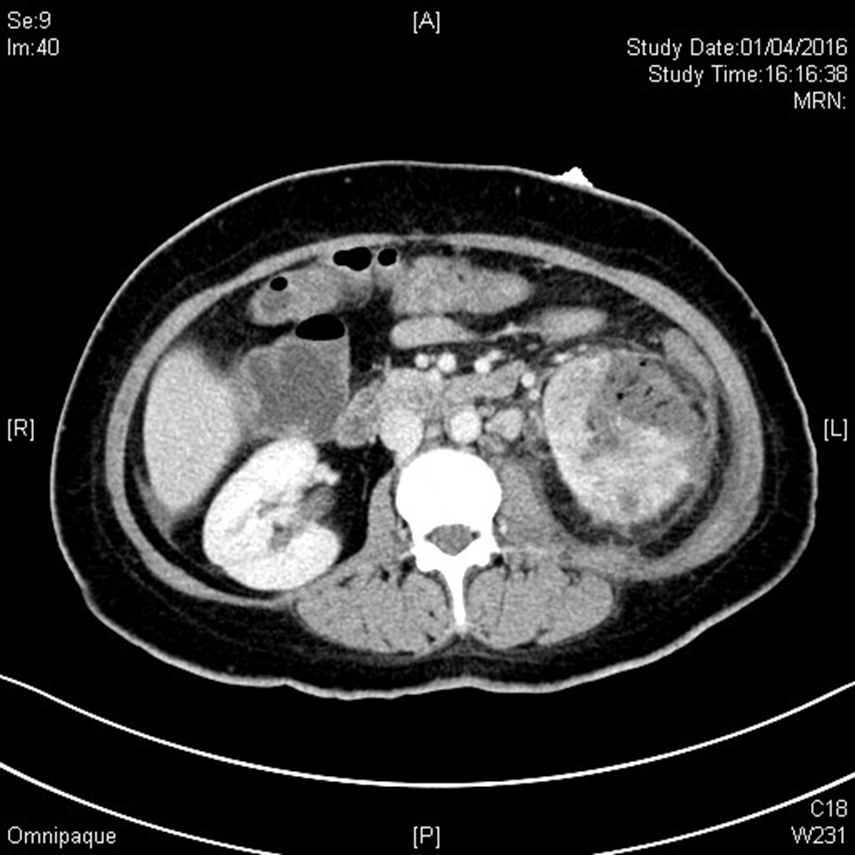 Se:9
Im:40
[A]
Study Date:01/04/2016
Study Time:16:16:38
MRN:
[R]
[L]
Omnipaque
[P]
C18
W231